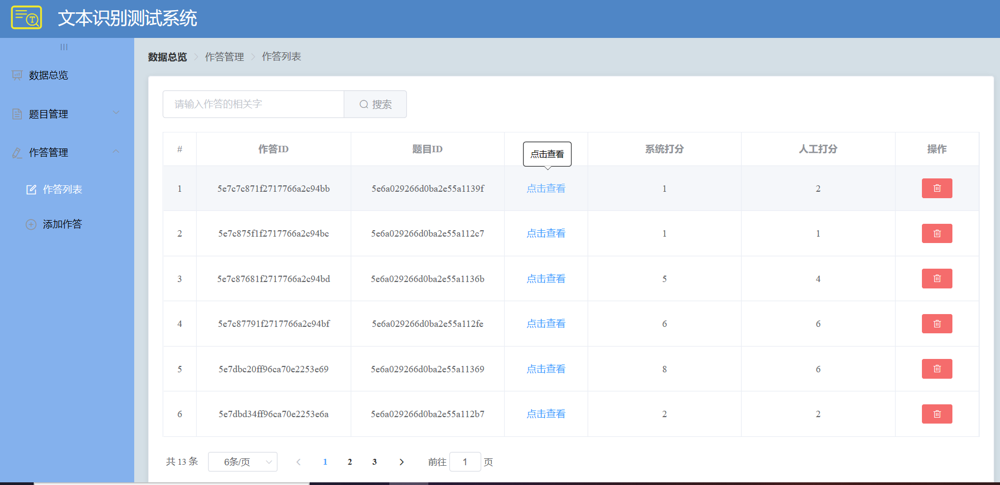 文本识别测试系统
数据总览
题目管理
作答管理
作答列表
添加作答
数据总览 作答管理 作答列表
请输入作答的相关字 搜索
# 作答ID 题目ID 点击查看 系统打分 人工打分 操作
1 5e7c7c871f2717766a2c94bb 5e6a029266d0ba2e55a1139f 点击查看 1 2
2 5e7c875f1f2717766a2c94bc 5e6a029266d0ba2e55a112c7 点击查看 1 1
3 5e7c87681f2717766a2c94bd 5e6a029266d0ba2e55a1136b 点击查看 5 4
4 5e7c87791f2717766a2c94bf 5e6a029266d0ba2e55a112fe 点击查看 6 6
5 5e7dbc20ff96ca70e2253e69 5e6a029266d0ba2e55a11369 点击查看 8 6
6 5e7dbd34ff96ca70e2253e6a 5e6a029266d0ba2e55a112b7 点击查看 2 2
共 13 条 6条/页 1 2 3 前往 1 页